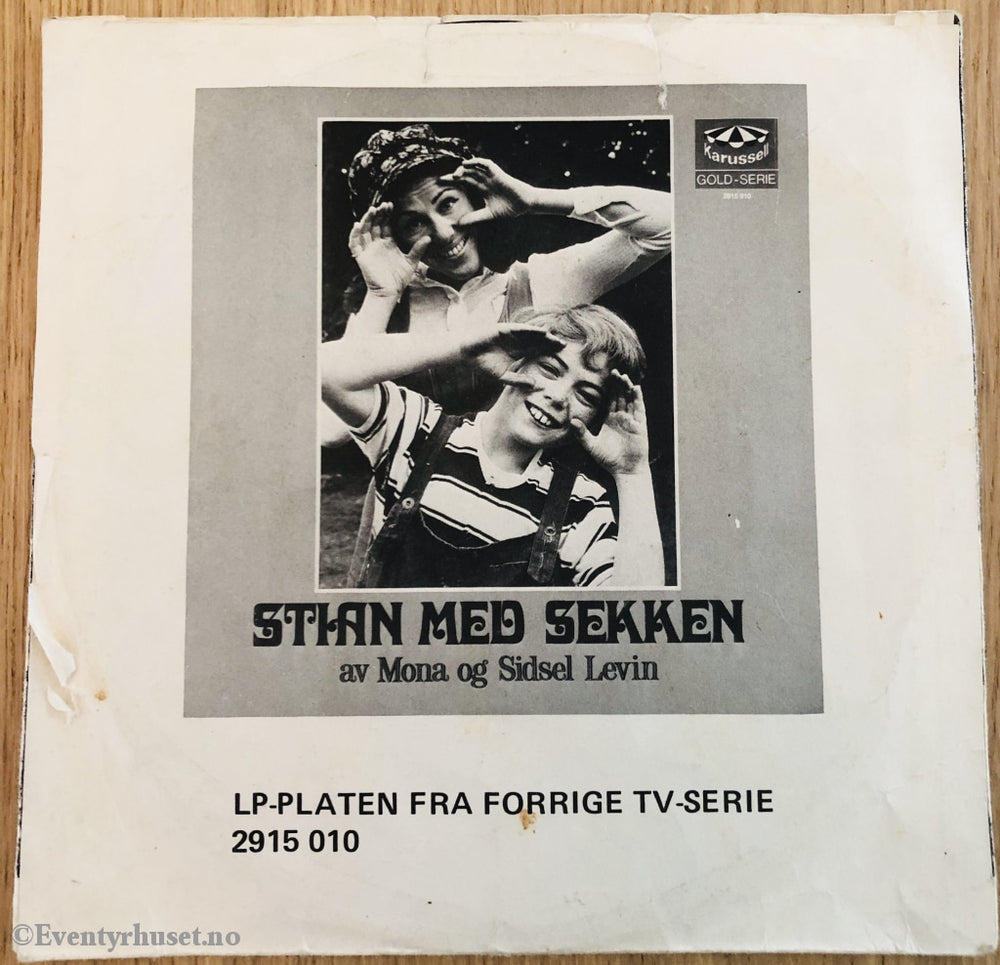 Karussell
GOLD-SERIE
2915 010
STIAN MED SEKKEN
av Mona og Sidsel Levin
LP-PLATEN FRA FORRIGE TV-SERIE
2915 010
©Eventyrhuset.no